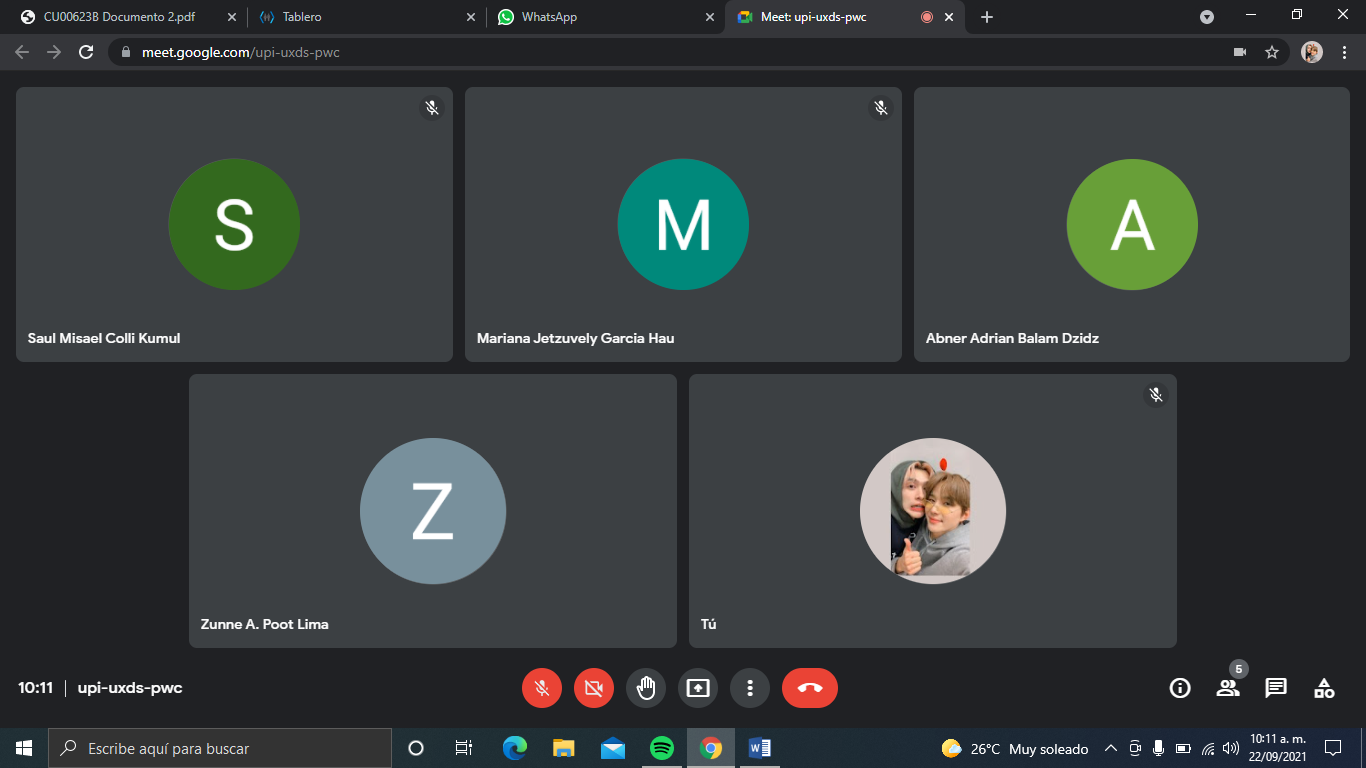 CU00623B Documento 2.pdf
Tablero
WhatsApp
Meet: upi-uxds-pwc
meet.google.com/upi-uxds-pwc
S
Saul Misael Colli Kumul
M
Mariana Jetzuvely Garcia Hau
A
Abner Adrian Balam Dzidz
Z
Zunne A. Poot Lima
Tú
10:11 | upi-uxds-pwc
5
Escribe aquí para buscar
26°C Muy soleado
10:11 a. m.
22/09/2021